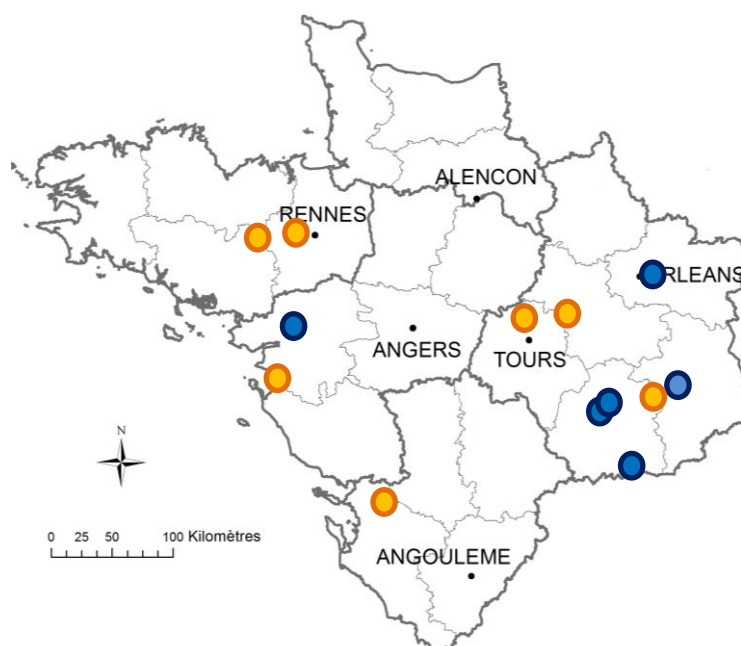 ALENCON
RENNES
RLEANS
ANGERS
TOURS
N
0 25 50 100 Kilomètres
ANGOULEME